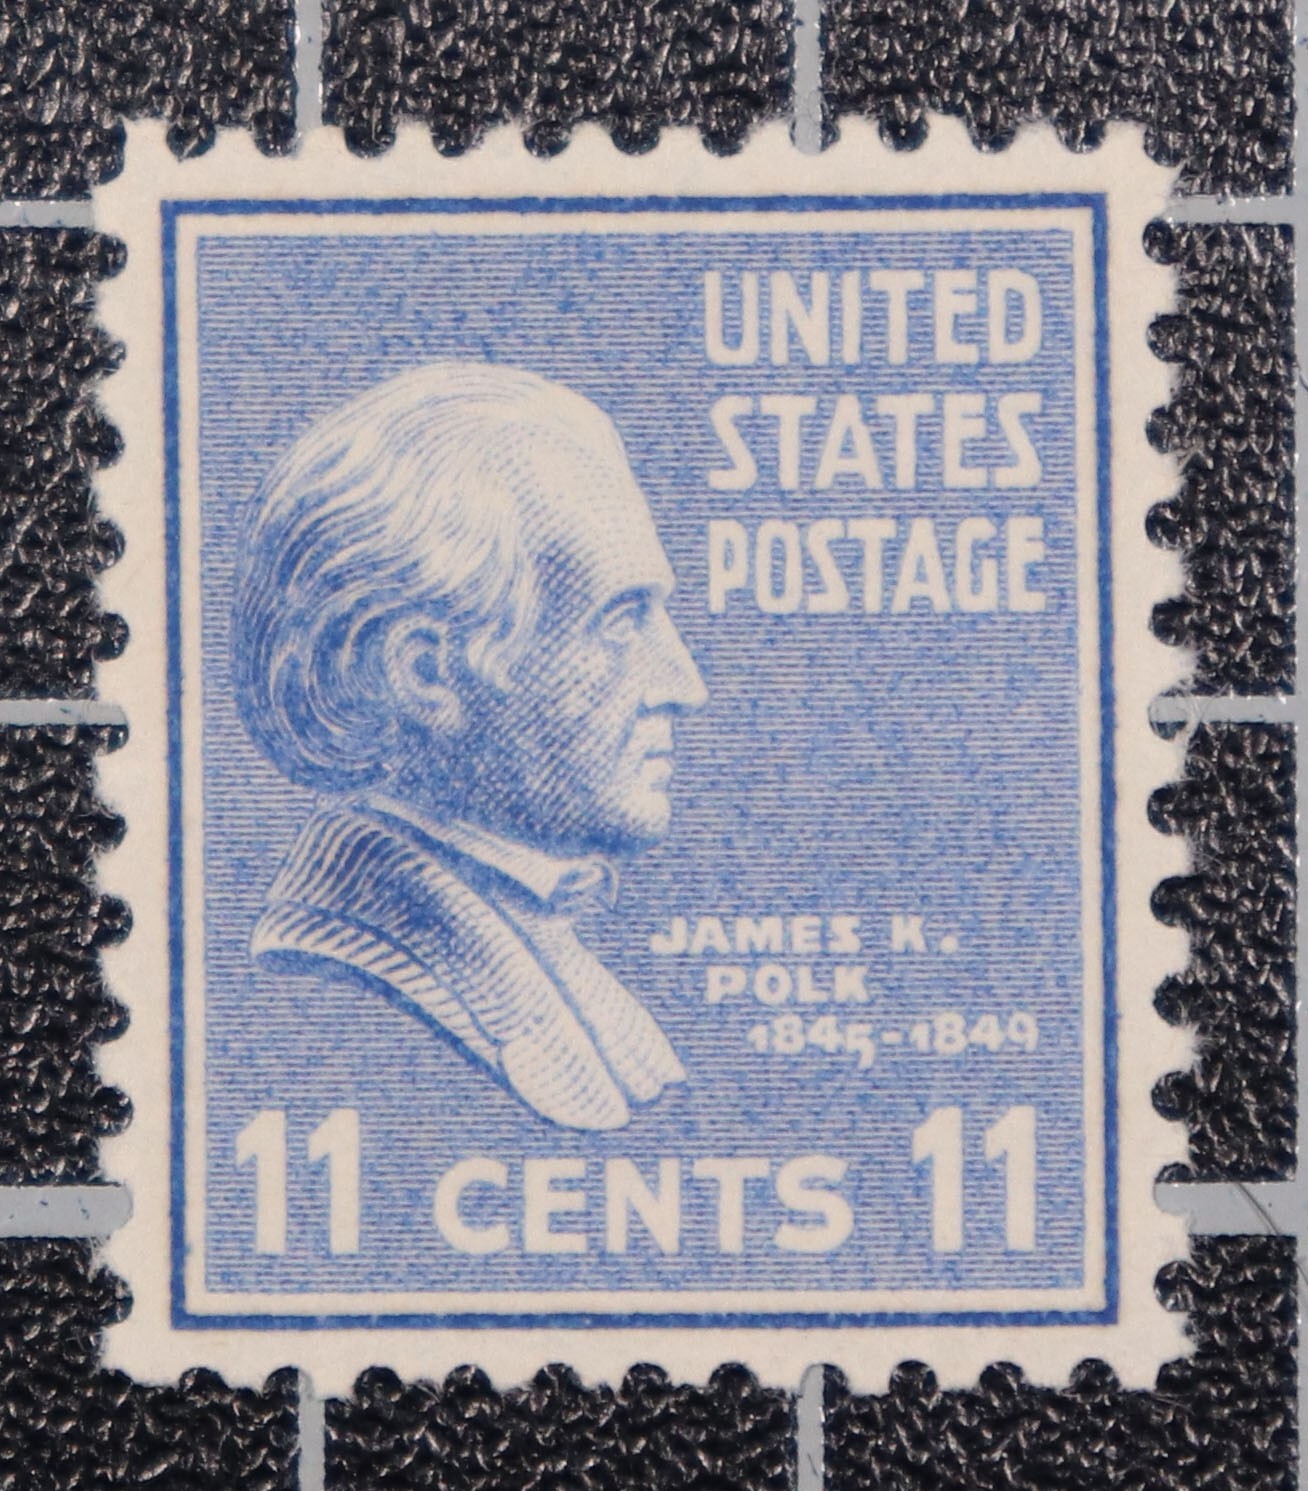 UNITED
STATES
POSTAGE
JAMES K.
POLK
1845-1849
11 CENTS 11